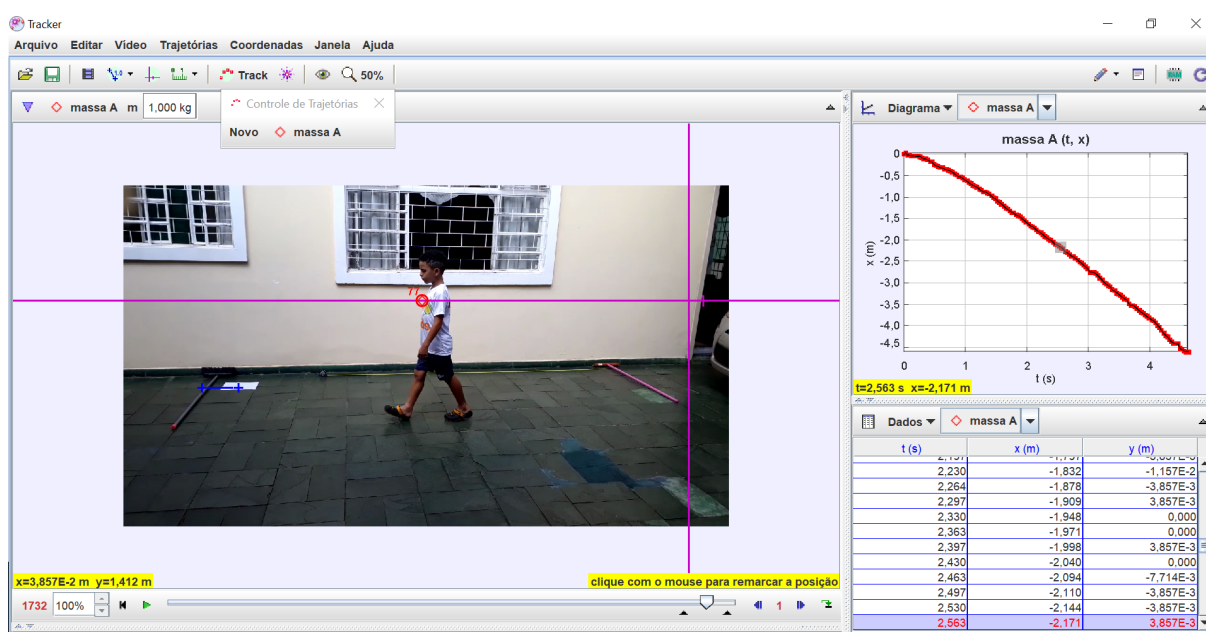 Tracker
Arquivo Editar Video Trajetórias Coordenadas Janela Ajuda
Track 50%
massa A m 1,000 kg
Controle de Trajetórias
Novo massa A
Diagrama massa A
massa A (t, x)
x (m)
0
-0,5
-1,0
-1,5
-2,0
-2,5
-3,0
-3,5
-4,0
-4,5
0 1 2 3 4
t (s)
t=2,563 s x=-2,171 m
Dados massa A
t (s) x (m) y (m)
2,230 -1,832 -1,157E-2
2,264 -1,878 -3,857E-3
2,297 -1,909 3,857E-3
2,330 -1,948 0,000
2,363 -1,971 0,000
2,397 -1,998 3,857E-3
2,430 -2,040 0,000
2,463 -2,094 -7,714E-3
2,497 -2,110 -3,857E-3
2,530 -2,144 -3,857E-3
2,563 -2,171 3,857E-3
77
x=3,857E-2 m y=1,412 m
clique com o mouse para remarcar a posição
1732 100% 1